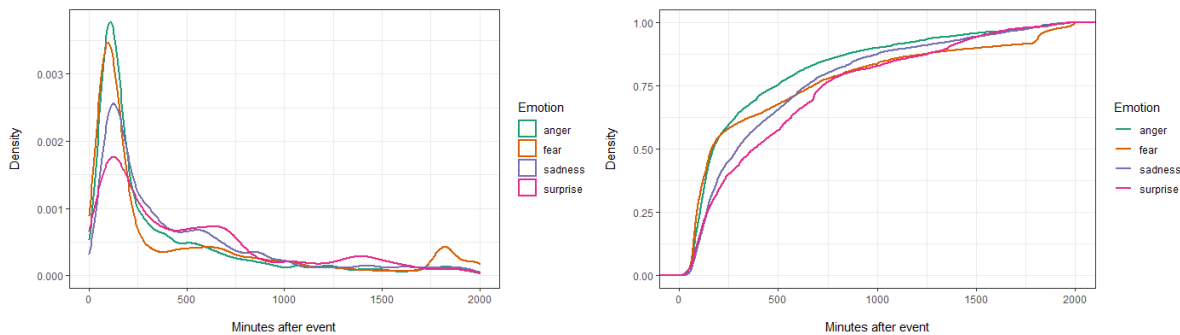 0.003
0.002
0.001
0.000
Density
0
500
1000
1500
2000
Minutes after event
Emotion
anger
fear
sadness
surprise
1.00
0.75
0.50
0.25
0.00
Density
0
500
1000
1500
2000
Minutes after event
Emotion
anger
fear
sadness
surprise